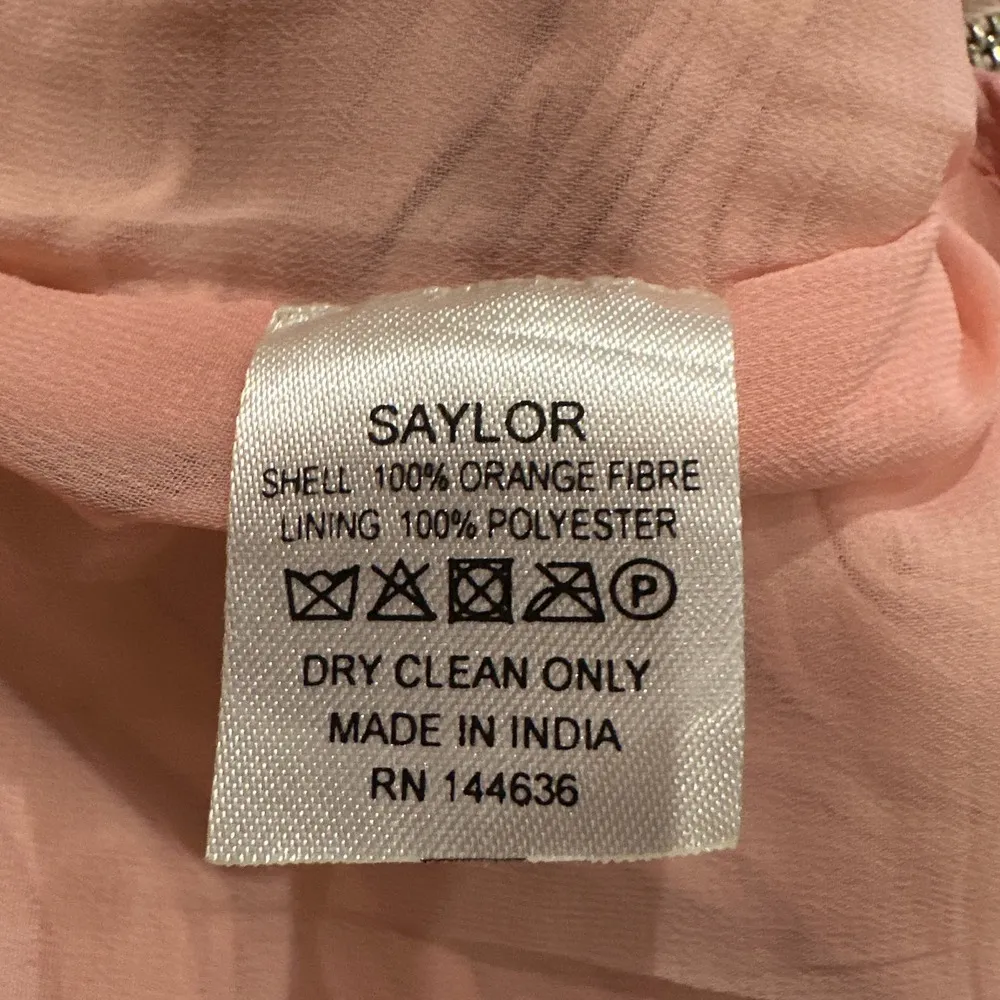 SAYLOR
SHELL 100% ORANGE FIBRE
LINING 100% POLYESTER
P
DRY CLEAN ONLY
MADE IN INDIA
RN 144636